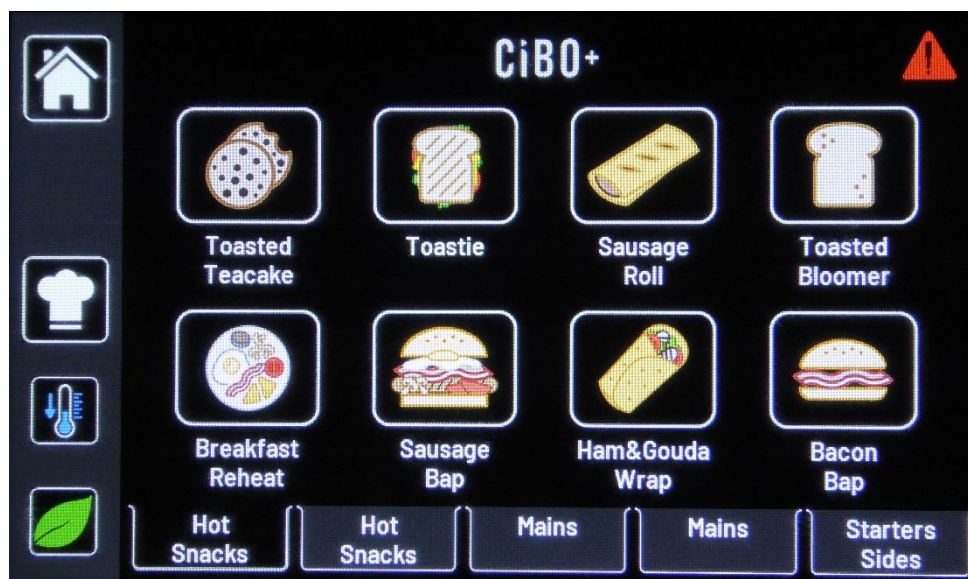 CiBO+
Toasted
Teacake
Toastie
Sausage
Roll
Toasted
Bloomer
Breakfast
Reheat
Sausage
Bap
Ham&Gouda
Wrap
Bacon
Bap
Hot
Snacks
Hot
Snacks
Mains
Mains
Starters
Sides